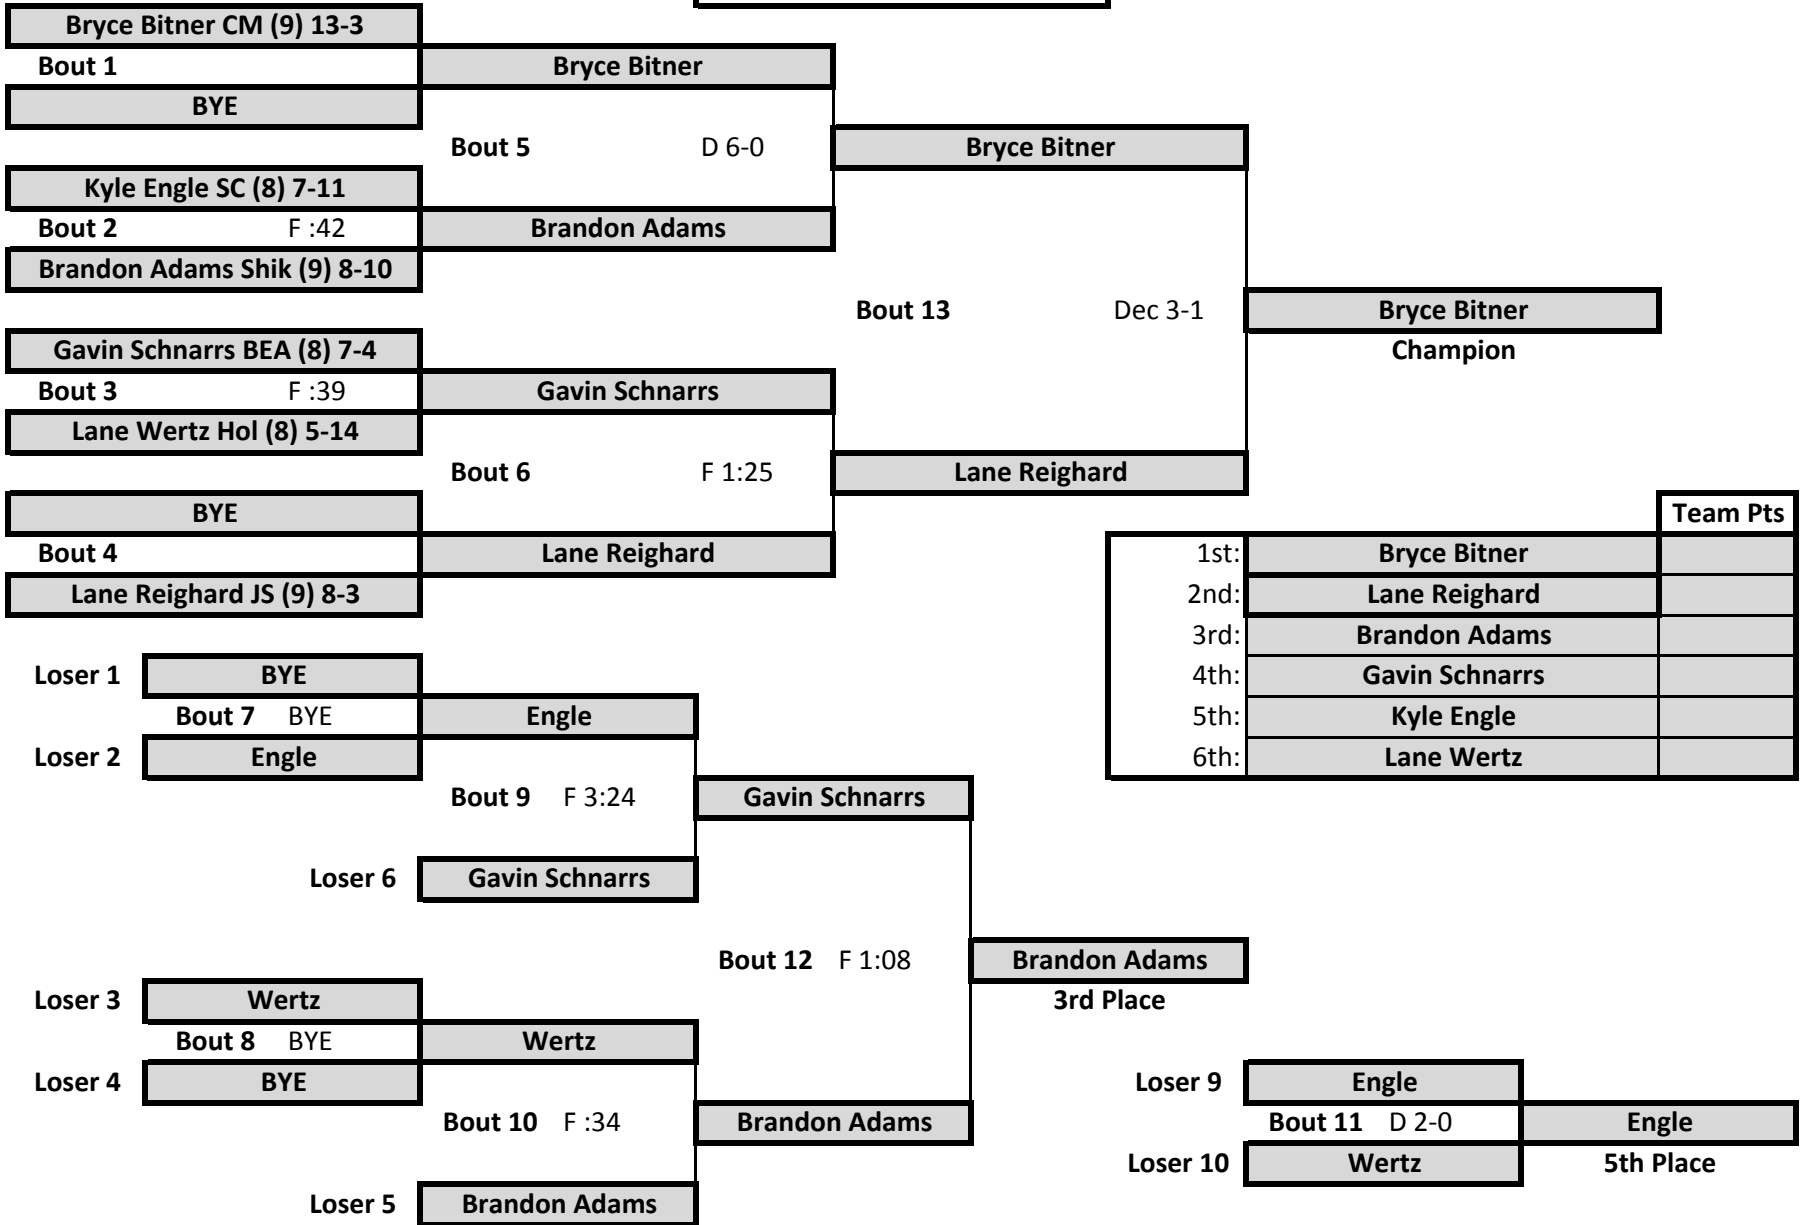 Bryce Bitner CM (9) 13-3
Bout 1
Bryce Bitner
BYE
Bout 5 D 6-0
Bryce Bitner
Kyle Engle SC (8) 7-11
Bout 2 F :42
Brandon Adams
Brandon Adams Shik (9) 8-10
Bout 13 Dec 3-1
Bryce Bitner
Champion
Gavin Schnarrs BEA (8) 7-4
Bout 3 F :39
Gavin Schnarrs
Lane Wertz Hol (8) 5-14
Bout 6 F 1:25
Lane Reighard
BYE
Bout 4
Lane Reighard
Lane Reighard JS (9) 8-3
Team Pts
1st: Bryce Bitner
2nd: Lane Reighard
3rd: Brandon Adams
4th: Gavin Schnarrs
5th: Kyle Engle
6th: Lane Wertz
Loser 1 BYE
Bout 7 BYE
Engle
Loser 2 Engle
Bout 9 F 3:24
Gavin Schnarrs
Loser 6 Gavin Schnarrs
Bout 12 F 1:08
Brandon Adams
3rd Place
Loser 3 Wertz
Bout 8 BYE
Wertz
Loser 4 BYE
Bout 10 F :34
Brandon Adams
Loser 5 Brandon Adams
Loser 9 Engle
Bout 11 D 2-0
Engle
Loser 10 Wertz
5th Place